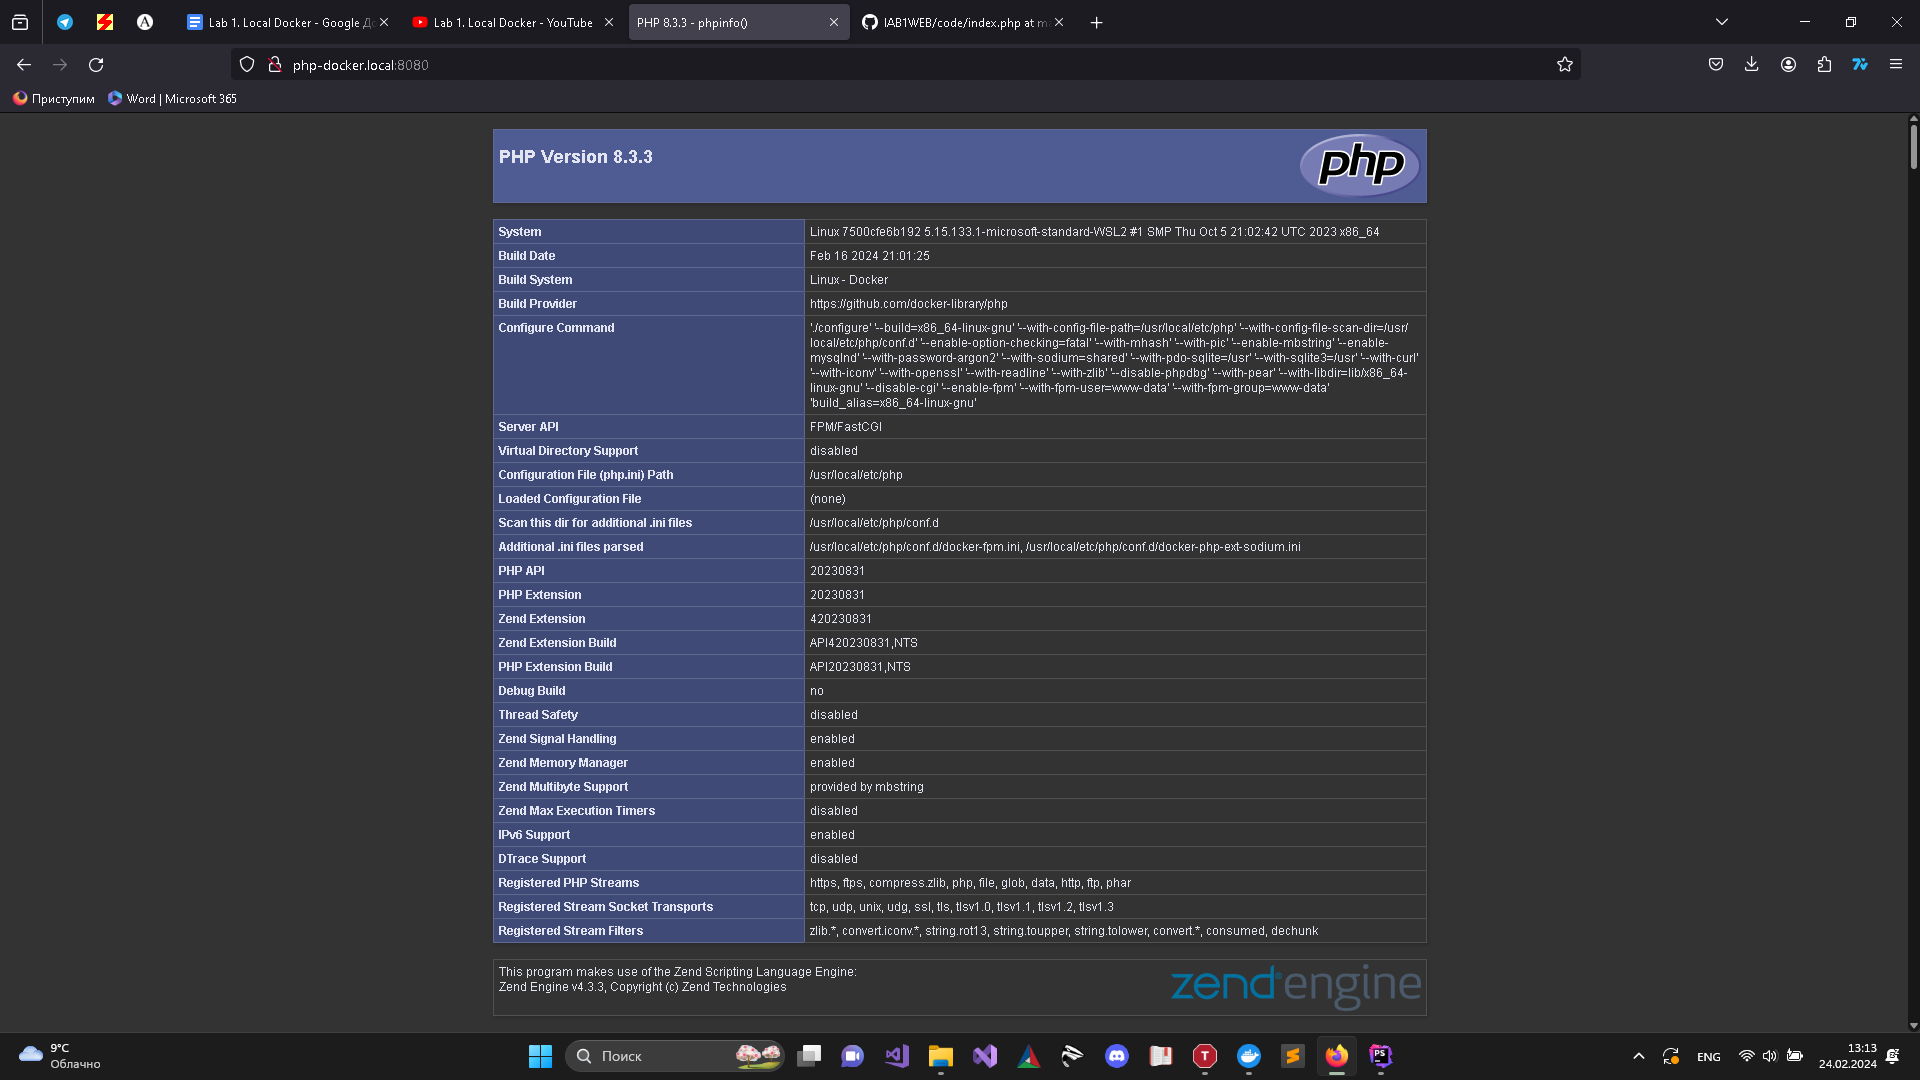 Lab 1. Local Docker - Google До
Lab 1. Local Docker - YouTube
PHP 8.3.3 - phpinfo()
lAB1WEB/code/index.php at m
php-docker.local:8080
Приступим
Word | Microsoft 365
PHP Version 8.3.3
php
System Linux 7500cfe6b192 5.15.133.1-microsoft-standard-WSL2 #1 SMP Thu Oct 5 21:02:42 UTC 2023 x86_64
Build Date Feb 16 2024 21:01:25
Build System Linux - Docker
Build Provider https://github.com/docker-library/php
Configure Command './configure' '--build=x86_64-linux-gnu' '--with-config-file-path=/usr/local/etc/php' '--with-config-file-scan-dir=/usr/
local/etc/php/conf.d' '--enable-option-checking=fatal' '--with-mhash' '--with-pic' '--enable-mbstring' '--enable-
mysqlnd' '--with-password-argon2' '--with-sodium=shared' '--with-pdo-sqlite=/usr' '--with-sqlite3=/usr' '--with-curl'
'--with-iconv' '--with-openssl' '--with-readline' '--with-zlib' '--disable-phpdbg' '--with-pear' '--with-libdir=lib/x86_64-
linux-gnu' '--disable-cgi' '--enable-fpm' '--with-fpm-user=www-data' '--with-fpm-group=www-data'
'build_alias=x86_64-linux-gnu'
Server API FPM/FastCGI
Virtual Directory Support disabled
Configuration File (php.ini) Path /usr/local/etc/php
Loaded Configuration File (none)
Scan this dir for additional .ini files /usr/local/etc/php/conf.d
Additional .ini files parsed /usr/local/etc/php/conf.d/docker-fpm.ini, /usr/local/etc/php/conf.d/docker-php-ext-sodium.ini
PHP API 20230831
PHP Extension 20230831
Zend Extension 420230831
Zend Extension Build API420230831,NTS
PHP Extension Build API20230831,NTS
Debug Build no
Thread Safety disabled
Zend Signal Handling enabled
Zend Memory Manager enabled
Zend Multibyte Support provided by mbstring
Zend Max Execution Timers disabled
IPv6 Support enabled
DTrace Support disabled
Registered PHP Streams https, ftps, compress.zlib, php, file, glob, data, http, ftp, phar
Registered Stream Socket Transports tcp, udp, unix, udg, ssl, tls, tlsv1.0, tlsv1.1, tlsv1.2, tlsv1.3
Registered Stream Filters zlib.*, convert.iconv.*, string.rot13, string.toupper, string.tolower, convert.*, consumed, dechunk
This program makes use of the Zend Scripting Language Engine:
Zend Engine v4.3.3, Copyright (c) Zend Technologies
zend engine
9°C
Облачно
Поиск
ENG
13:13
24.02.2024